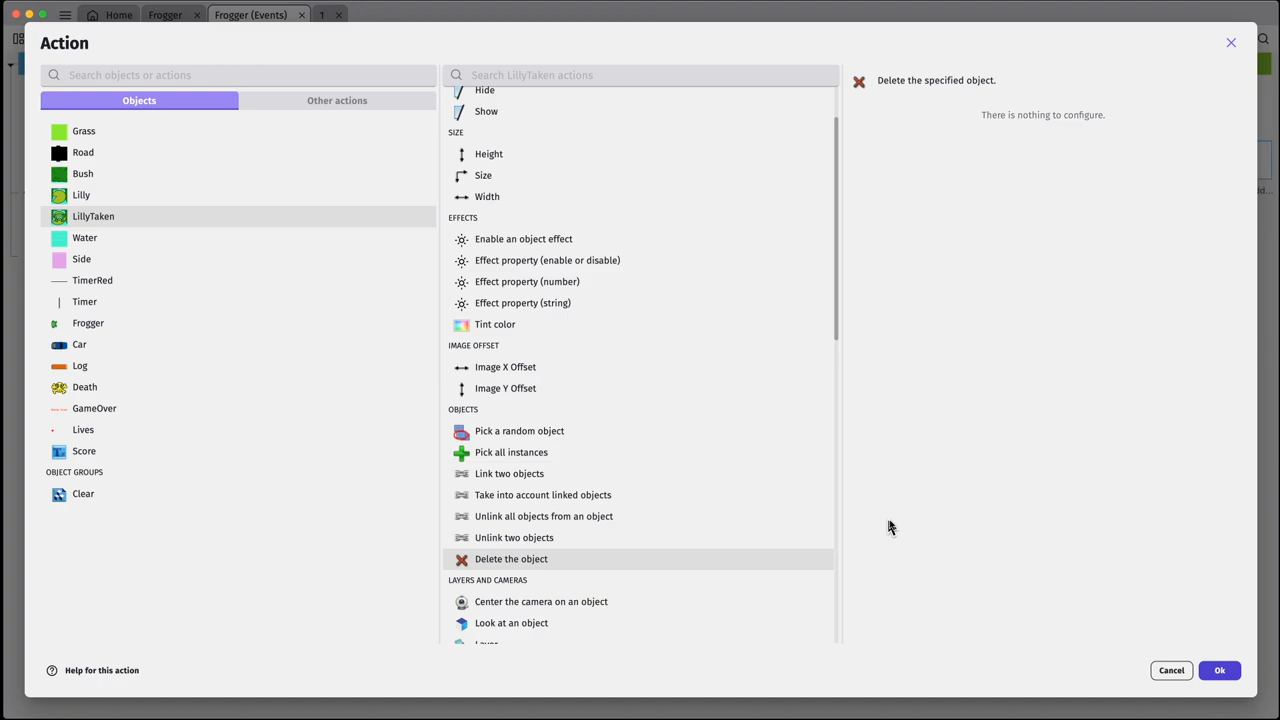 Home
Frogger
Frogger (Events)
1
Action
Search objects or actions
Objects
Other actions
Grass
Road
Bush
Lilly
LillyTaken
Water
Side
TimerRed
Timer
Frogger
Car
Log
Death
GameOver
Lives
Score
OBJECT GROUPS
Clear
Search LillyTaken actions
Hide
Show
SIZE
Height
Size
Width
EFFECTS
Enable an object effect
Effect property (enable or disable)
Effect property (number)
Effect property (string)
Tint color
IMAGE OFFSET
Image X Offset
Image Y Offset
OBJECTS
Pick a random object
Pick all instances
Link two objects
Take into account linked objects
Unlink all objects from an object
Unlink two objects
Delete the object
LAYERS AND CAMERAS
Center the camera on an object
Look at an object
Delete the specified object.
There is nothing to configure.
Help for this action
Cancel
Ok